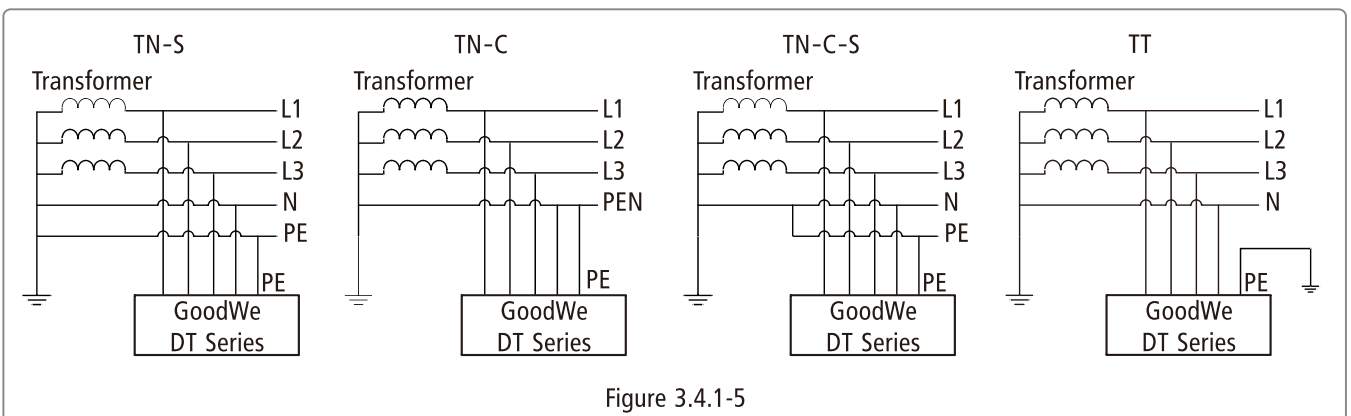 TN-S
Transformer
L1
L2
L3
N
PE
PE
GoodWe
DT Series
TN-C
Transformer
L1
L2
L3
PEN
PE
GoodWe
DT Series
TN-C-S
Transformer
L1
L2
L3
N
PE
PE
GoodWe
DT Series
TT
Transformer
L1
L2
L3
N
PE
GoodWe
DT Series
Figure 3.4.1-5